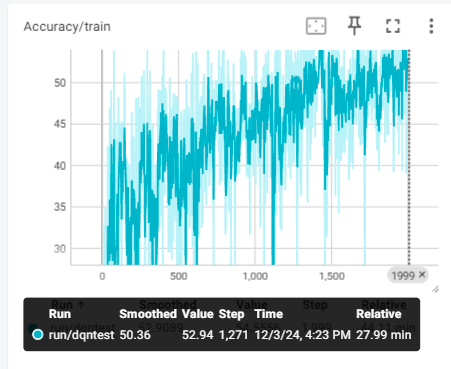 Accuracy/train
50
45
40
35
30
0 500 1,000 1,500 1999 ×
Run ↑ Smoothed Value Step Relative
Run Smoothed Value Step Time Relative
run/dqntest 50.36 52.94 1,271 12/3/24, 4:23 PM 27.99 min